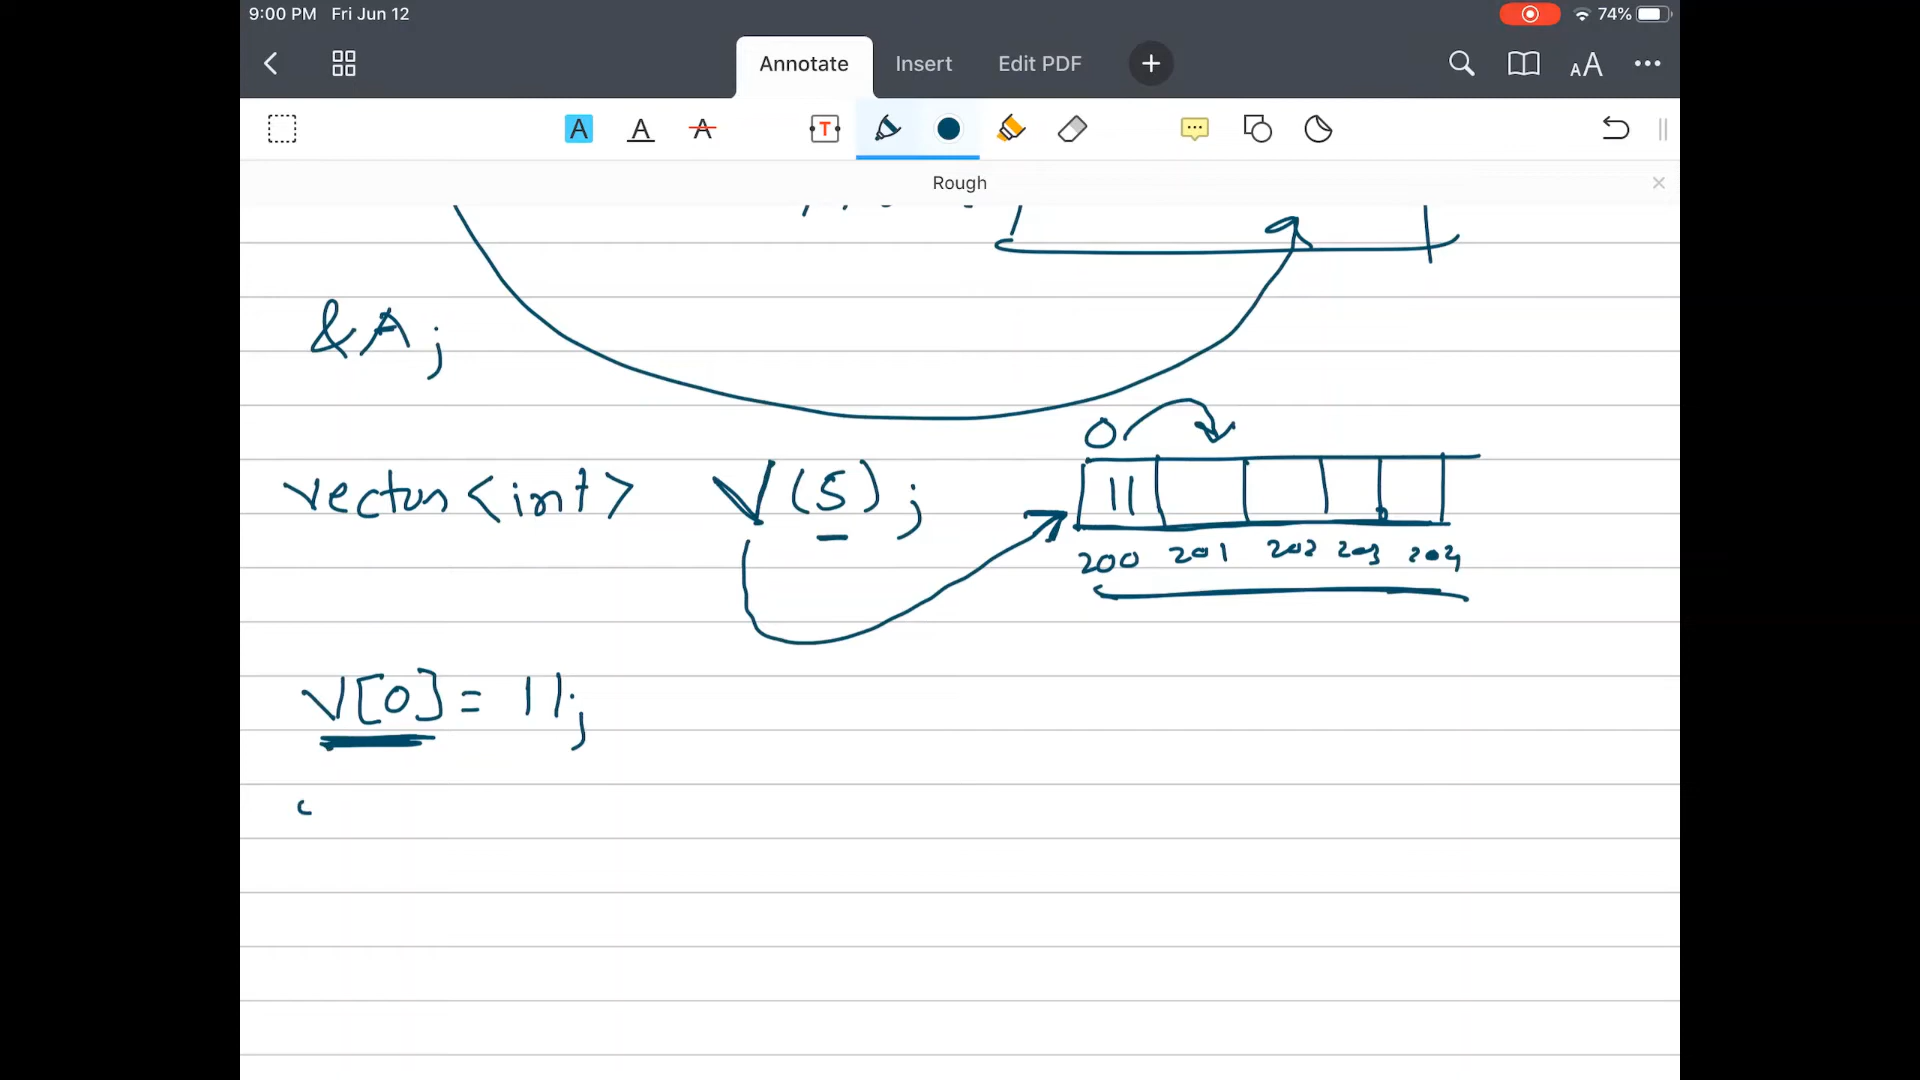 9:00 PM Fri Jun 12 74%
Annotate Insert Edit PDF
A A A T
Rough
&A;
0
vector <int> V(5); 11
200 201 202 203 204
V[0] = 11;
c